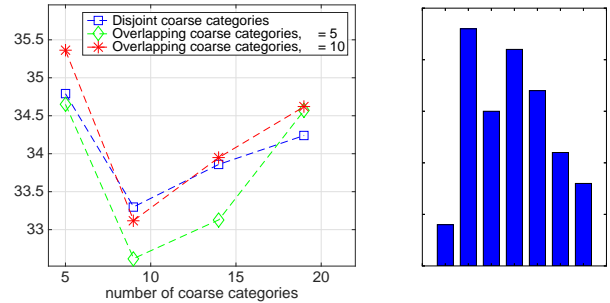 Disjoint coarse categories
Overlapping coarse categories, = 5
Overlapping coarse categories, = 10
35.5
35
34.5
34
33.5
33
5 10 15 20
number of coarse categories